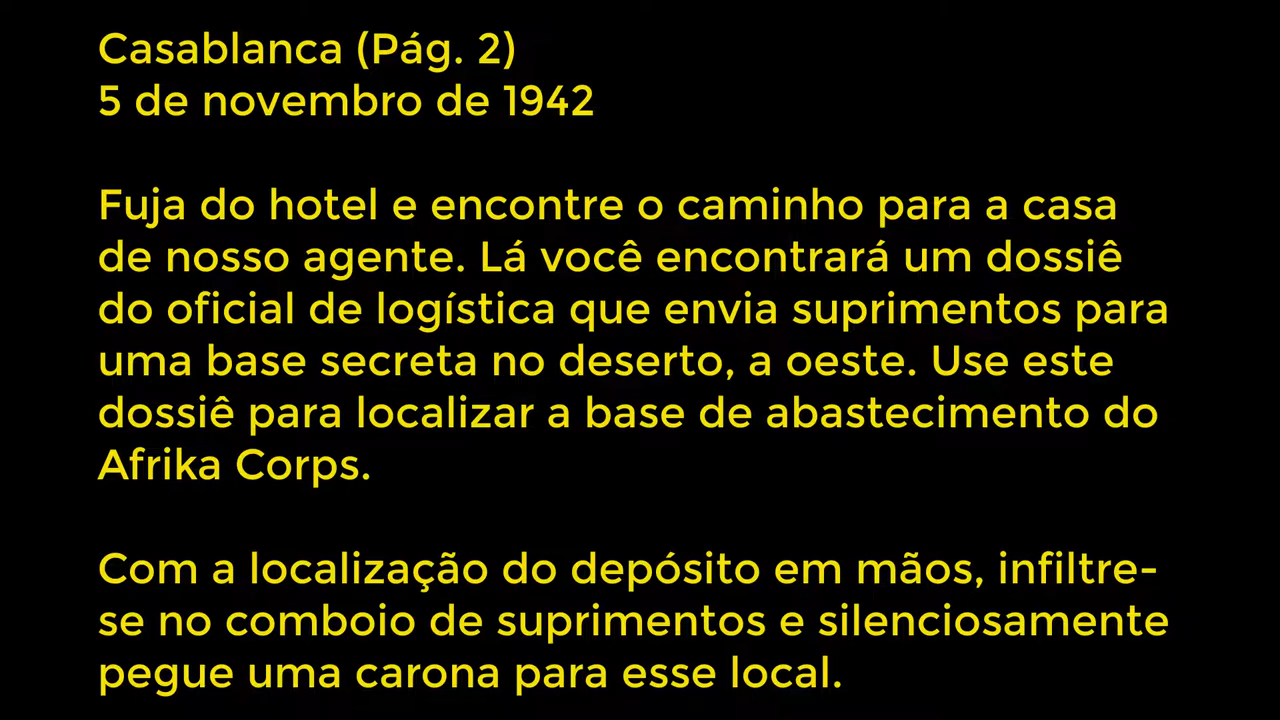 Casablanca (Pág. 2)
5 de novembro de 1942
Fuja do hotel e encontre o caminho para a casa
de nosso agente. Lá você encontrará um dossiê
do oficial de logística que envia suprimentos para
uma base secreta no deserto, a oeste. Use este
dossiê para localizar a base de abastecimento do
Afrika Corps.
Com a localização do depósito em mãos, infiltre-
se no comboio de suprimentos e silenciosamente
pegue uma carona para esse local.